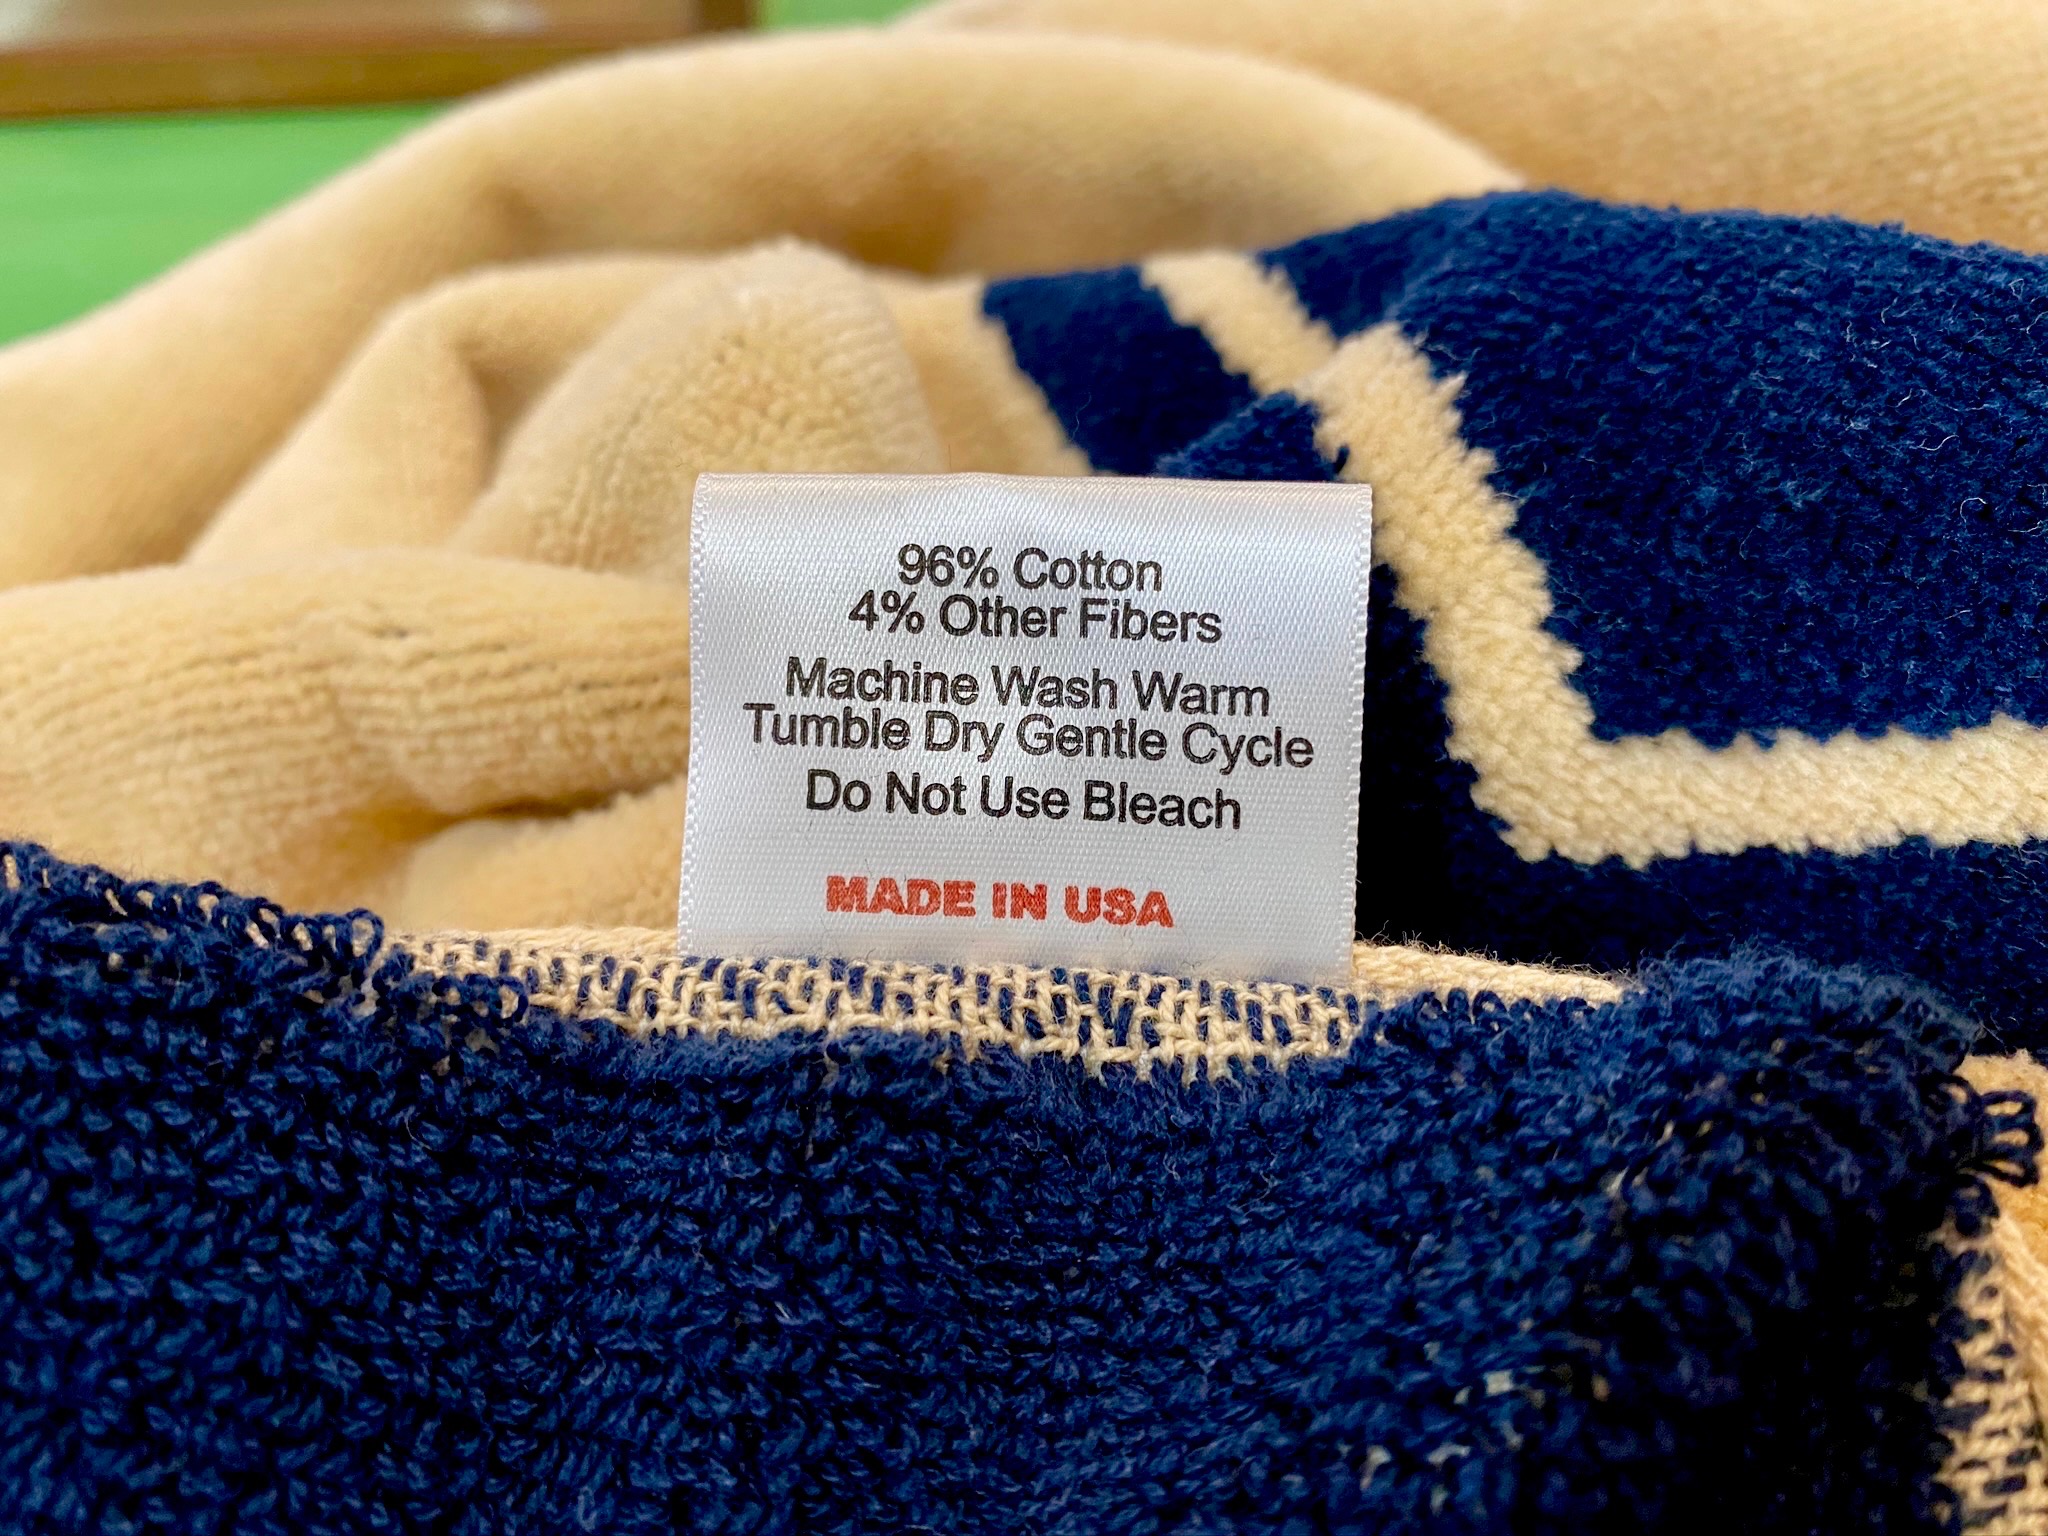 96% Cotton
4% Other Fibers
Machine Wash Warm
Tumble Dry Gentle Cycle
Do Not Use Bleach
MADE IN USA